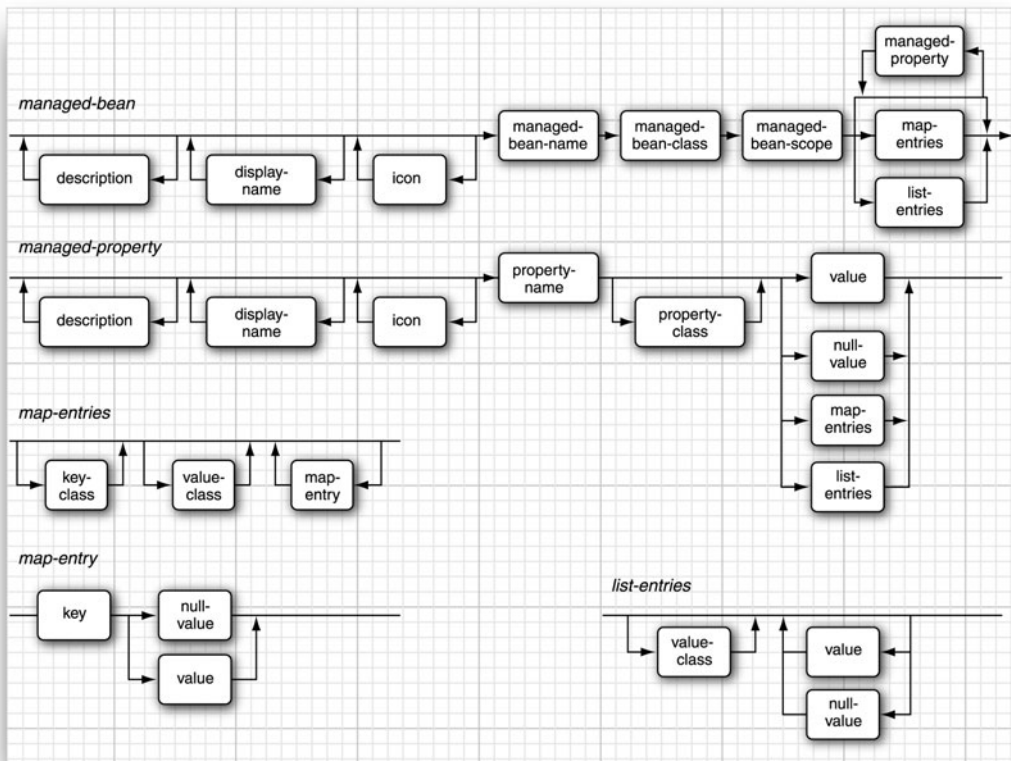 managed-bean
description
display-
name
icon
managed-
bean-name
managed-
bean-class
managed-
bean-scope
managed-
property
map-
entries
list-
entries
managed-property
description
display-
name
icon
property-
name
property-
class
value
null-
value
map-
entries
list-
entries
map-entries
key-
class
value-
class
map-
entry
map-entry
key
null-
value
value
list-entries
value-
class
value
null-
value